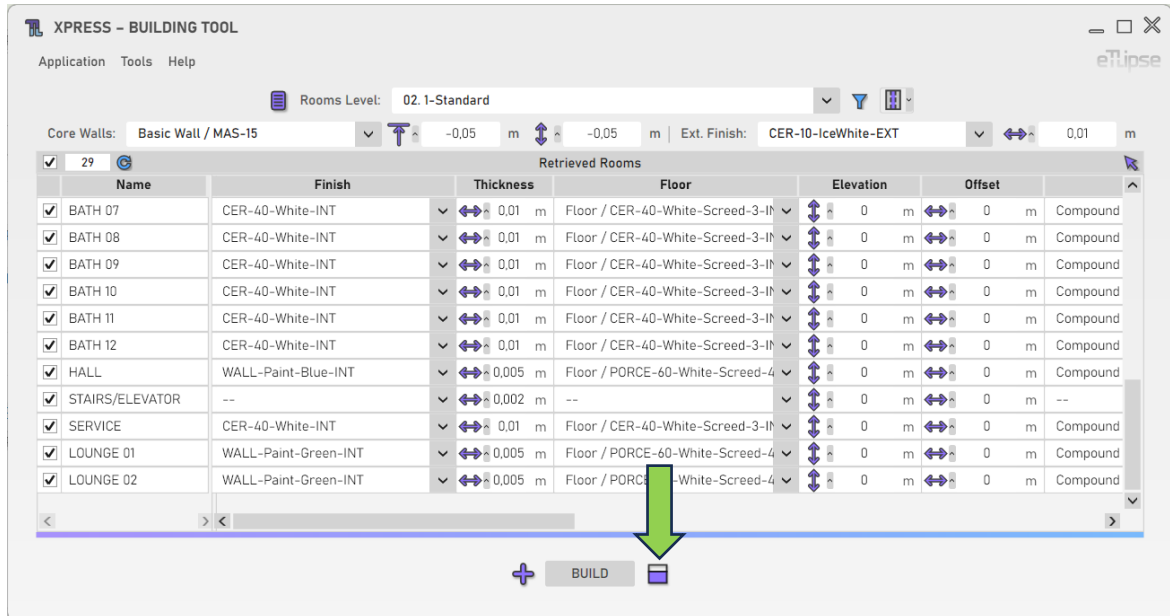 XPRESS – BUILDING TOOL
Application Tools Help
eTLipse
Rooms Level: 02. 1-Standard
Core Walls: Basic Wall / MAS-15 -0,05 m -0,05 m | Ext. Finish: CER-10-IceWhite-EXT 0,01 m
29 Retrieved Rooms
Name Finish Thickness Floor Elevation Offset
BATH 07 CER-40-White-INT 0,01 m Floor / CER-40-White-Screed-3-IN 0 m 0 m Compound
BATH 08 CER-40-White-INT 0,01 m Floor / CER-40-White-Screed-3-IN 0 m 0 m Compound
BATH 09 CER-40-White-INT 0,01 m Floor / CER-40-White-Screed-3-IN 0 m 0 m Compound
BATH 10 CER-40-White-INT 0,01 m Floor / CER-40-White-Screed-3-IN 0 m 0 m Compound
BATH 11 CER-40-White-INT 0,01 m Floor / CER-40-White-Screed-3-IN 0 m 0 m Compound
BATH 12 CER-40-White-INT 0,01 m Floor / CER-40-White-Screed-3-IN 0 m 0 m Compound
HALL WALL-Paint-Blue-INT 0,005 m Floor / PORCE-60-White-Screed-4 0 m 0 m Compound
STAIRS/ELEVATOR -- 0,002 m -- 0 m 0 m --
SERVICE CER-40-White-INT 0,01 m Floor / CER-40-White-Screed-3-IN 0 m 0 m Compound
LOUNGE 01 WALL-Paint-Green-INT 0,005 m Floor / PORCE-60-White-Screed-4 0 m 0 m Compound
LOUNGE 02 WALL-Paint-Green-INT 0,005 m Floor / -White-Screed-4 0 m 0 m Compound
BUILD